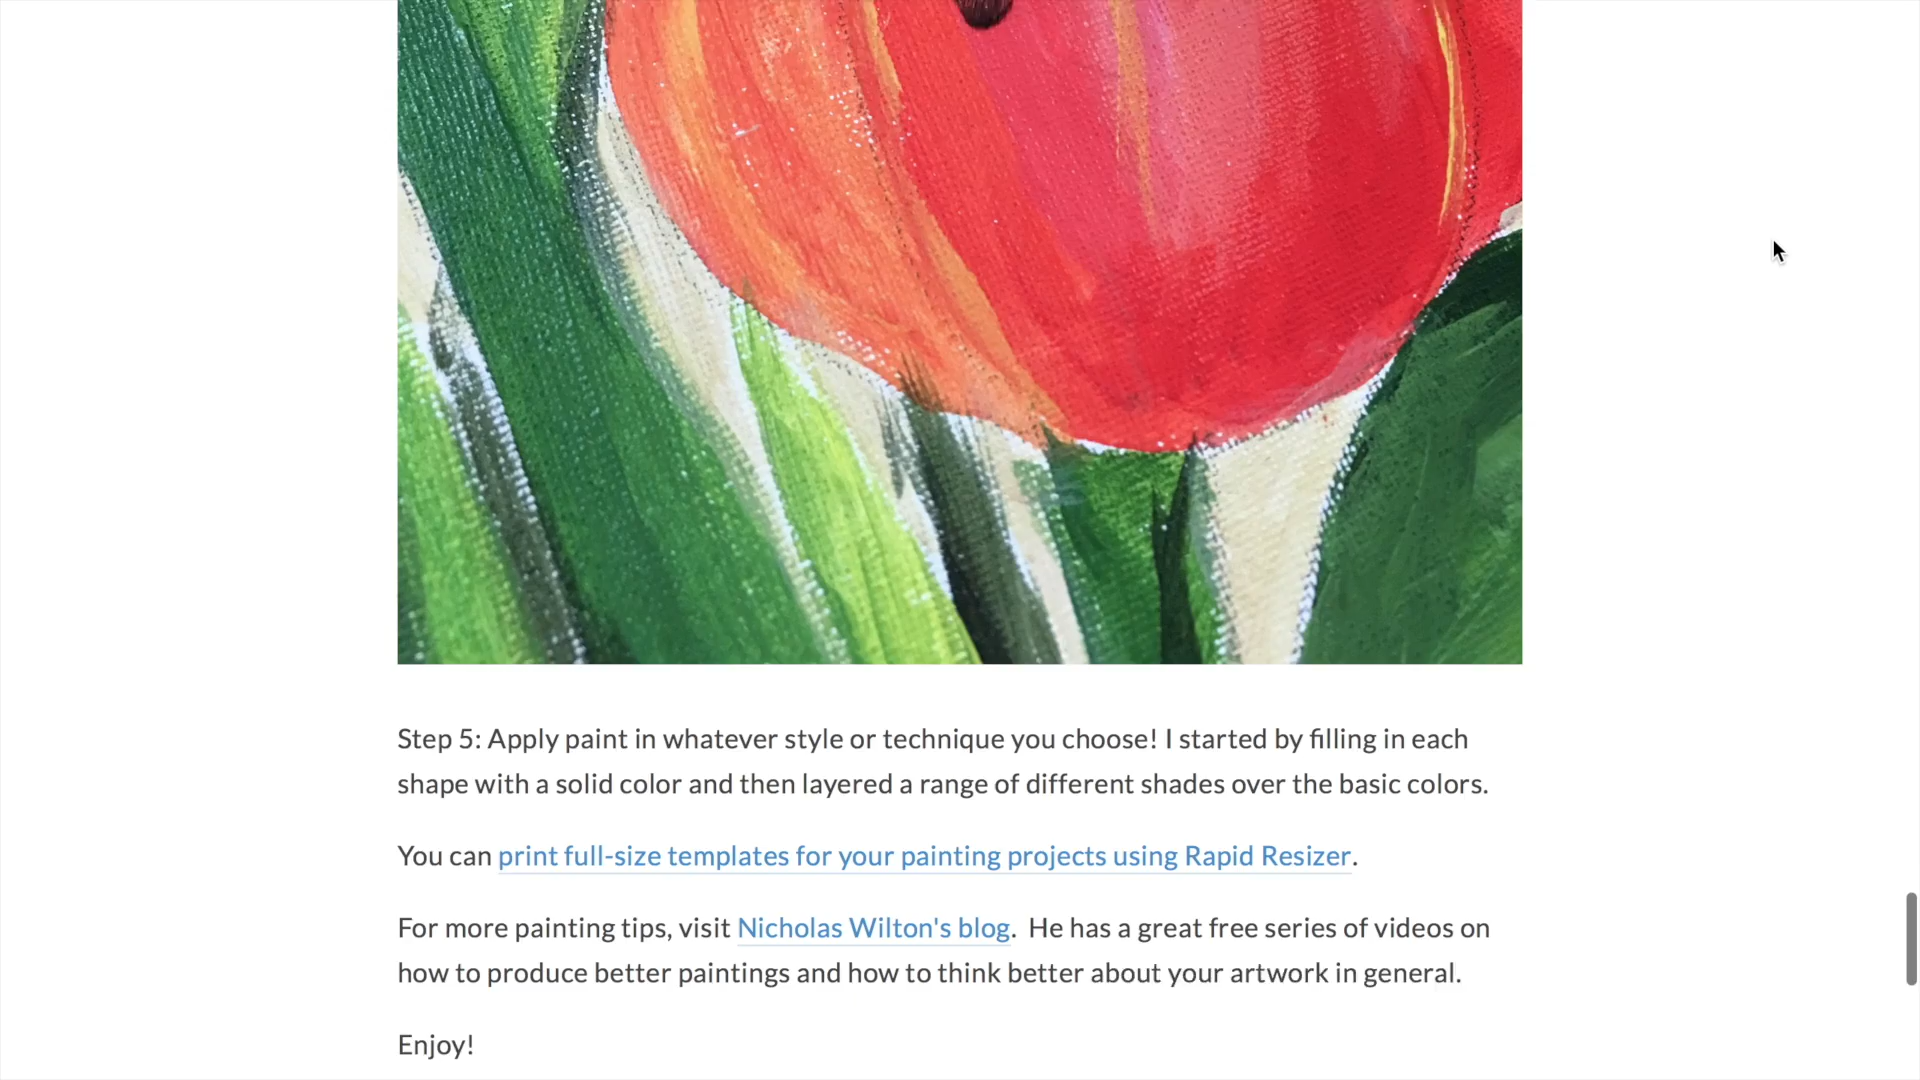 Step 5: Apply paint in whatever style or technique you choose! I started by filling in each
shape with a solid color and then layered a range of different shades over the basic colors.
You can print full-size templates for your painting projects using Rapid Resizer.
For more painting tips, visit Nicholas Wilton's blog.  He has a great free series of videos on
how to produce better paintings and how to think better about your artwork in general.
Enjoy!